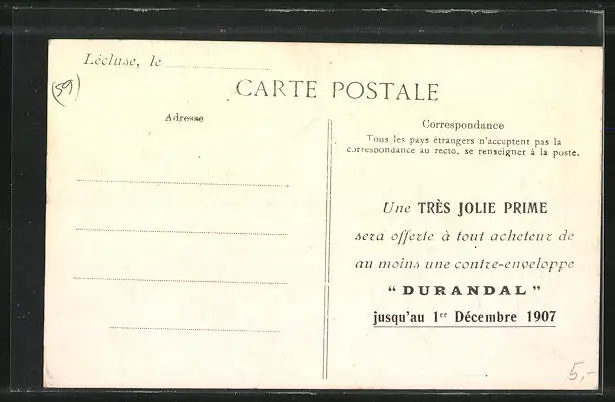 Lécluse, le
(59)
CARTE POSTALE
Adresse
Correspondance
Tous les pays étrangers n'acceptent pas la
correspondance au recto, se renseigner à la poste.
Une TRÈS JOLIE PRIME
sera offerte à tout acheteur de
au moins une contre-enveloppe
“ DURANDAL ”
jusqu'au 1er Décembre 1907
5,-